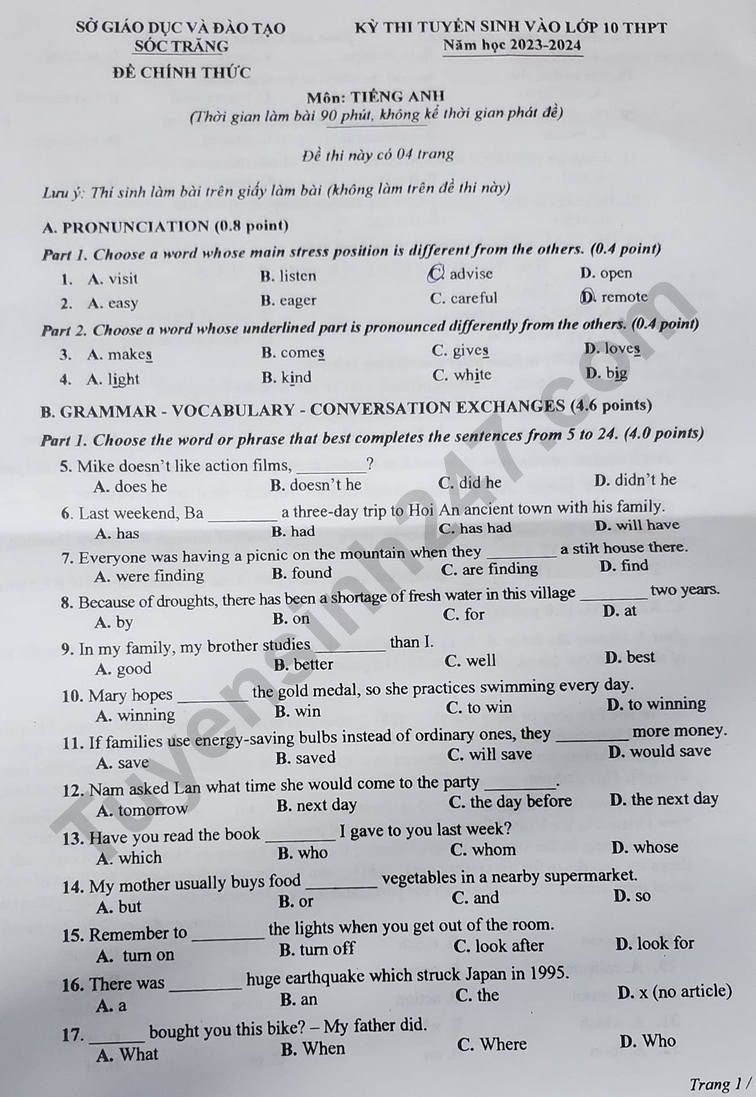 SỞ GIÁO DỤC VÀ ĐÀO TẠO
SÓC TRĂNG
ĐỀ CHÍNH THỨC
KỲ THI TUYỂN SINH VÀO LỚP 10 THPT
Năm học 2023-2024
Môn: TIẾNG ANH
(Thời gian làm bài 90 phút, không kể thời gian phát đề)
Đề thi này có 04 trang
Lưu ý: Thí sinh làm bài trên giấy làm bài (không làm trên đề thi này)
A. PRONUNCIATION (0.8 point)
Part 1. Choose a word whose main stress position is different from the others. (0.4 point)
1. A. visit B. listen C. advise D. open
2. A. easy B. eager C. careful D. remote
Part 2. Choose a word whose underlined part is pronounced differently from the others. (0.4 point)
3. A. makes B. comes C. gives D. loves
4. A. light B. kind C. white D. big
B. GRAMMAR - VOCABULARY - CONVERSATION EXCHANGES (4.6 points)
Part 1. Choose the word or phrase that best completes the sentences from 5 to 24. (4.0 points)
5. Mike doesn't like action films, ________?
A. does he B. doesn't he C. did he D. didn't he
6. Last weekend, Ba ________ a three-day trip to Hoi An ancient town with his family.
A. has B. had C. has had D. will have
7. Everyone was having a picnic on the mountain when they ________ a stilt house there.
A. were finding B. found C. are finding D. find
8. Because of droughts, there has been a shortage of fresh water in this village ________ two years.
A. by B. on C. for D. at
9. In my family, my brother studies ________ than I.
A. good B. better C. well D. best
10. Mary hopes ________ the gold medal, so she practices swimming every day.
A. winning B. win C. to win D. to winning
11. If families use energy-saving bulbs instead of ordinary ones, they ________ more money.
A. save B. saved C. will save D. would save
12. Nam asked Lan what time she would come to the party ________.
A. tomorrow B. next day C. the day before D. the next day
13. Have you read the book ________ I gave to you last week?
A. which B. who C. whom D. whose
14. My mother usually buys food ________ vegetables in a nearby supermarket.
A. but B. or C. and D. so
15. Remember to ________ the lights when you get out of the room.
A. turn on B. turn off C. look after D. look for
16. There was ________ huge earthquake which struck Japan in 1995.
A. a B. an C. the D. x (no article)
17. ______ bought you this bike? – My father did.
A. What B. When C. Where D. Who
Trang 1/
Tuyensinh247.com